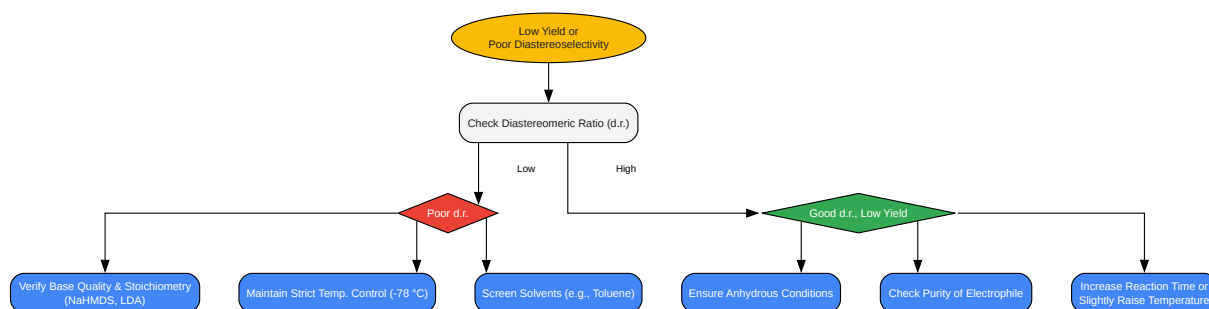 Low Yield or
Poor Diastereoselectivity
Check Diastereomeric Ratio (d.r.)
Low
High
Poor d.r.
Good d.r., Low Yield
Verify Base Quality & Stoichiometry
(NaHMDS, LDA)
Maintain Strict Temp. Control (-78 °C)
Screen Solvents (e.g., Toluene)
Ensure Anhydrous Conditions
Check Purity of Electrophile
Increase Reaction Time or
Slightly Raise Temperature